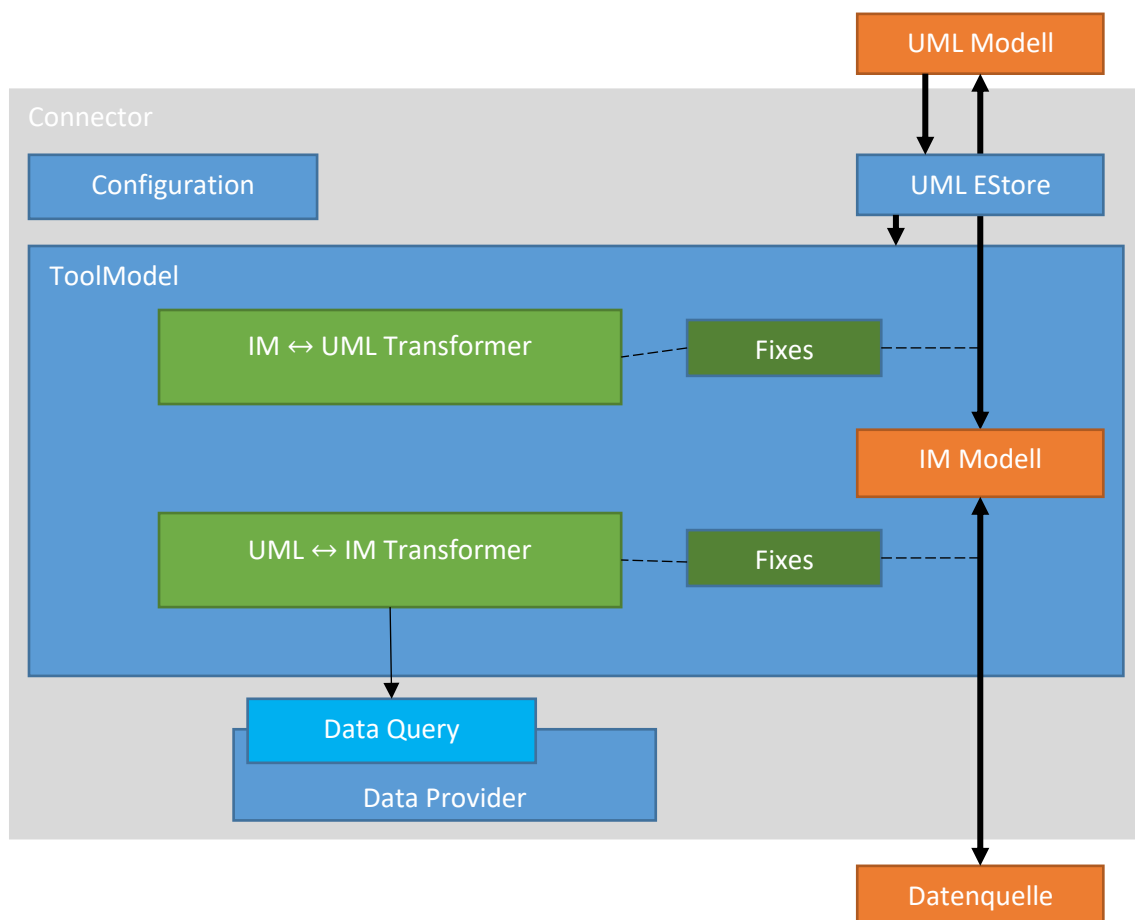 UML Modell
Connector
Configuration
UML EStore
ToolModel
IM ↔ UML Transformer
Fixes
IM Modell
UML ↔ IM Transformer
Fixes
Data Query
Data Provider
Datenquelle